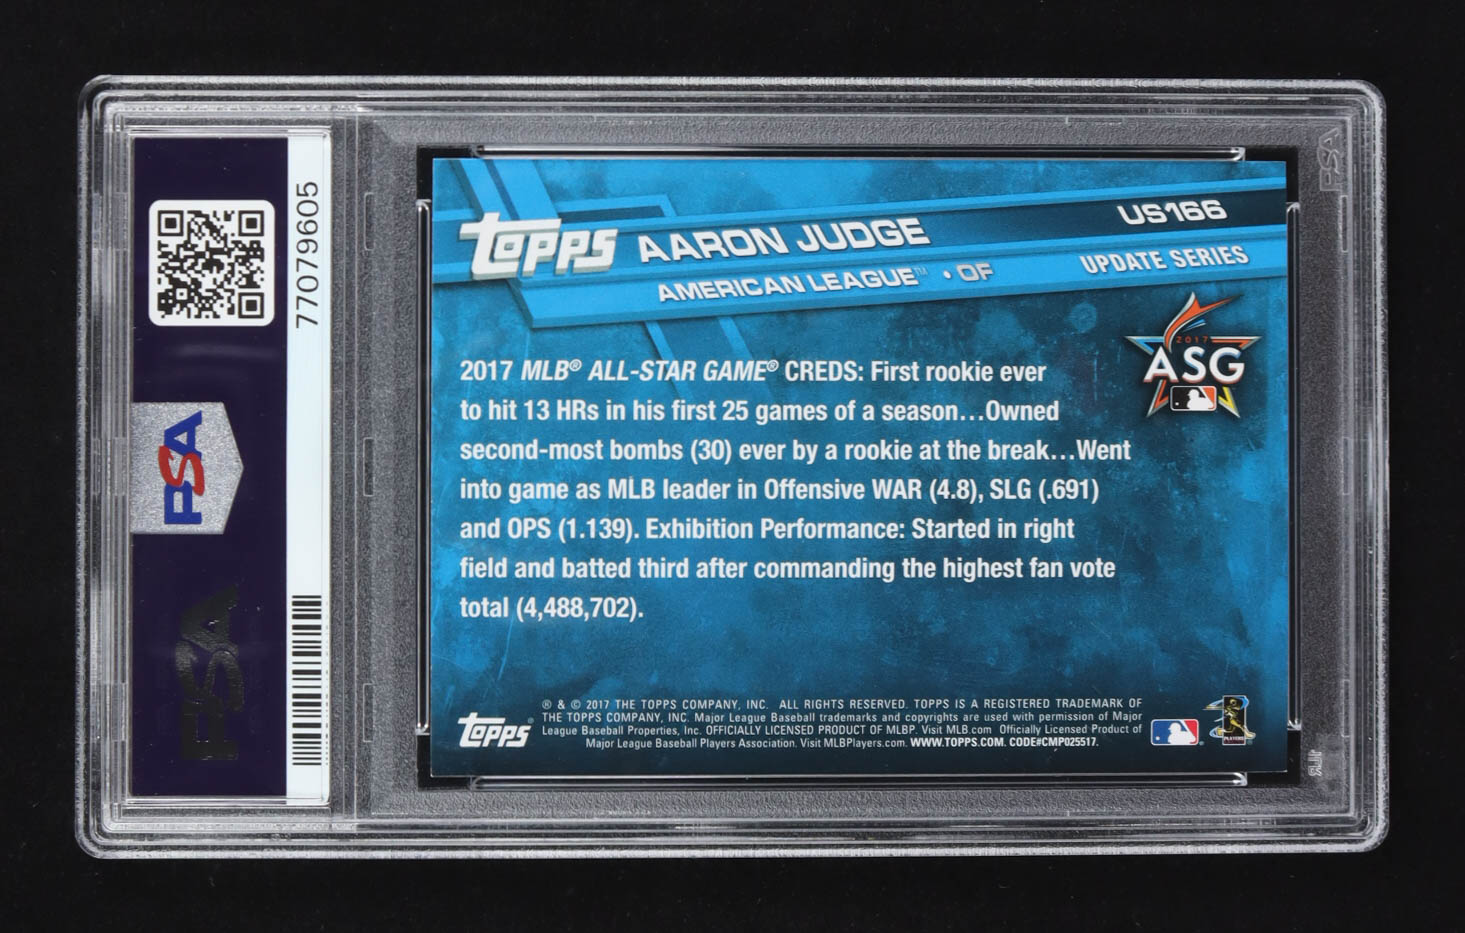 77079605
PSA
PSA
TOPPS
AARON JUDGE
US166
AMERICAN LEAGUE™ • OF
UPDATE SERIES
2017
ASG
2017 MLB® ALL-STAR GAME® CREDS: First rookie ever
to hit 13 HRs in his first 25 games of a season...Owned
second-most bombs (30) ever by a rookie at the break...Went
into game as MLB leader in Offensive WAR (4.8), SLG (.691)
and OPS (1.139). Exhibition Performance: Started in right
field and batted third after commanding the highest fan vote
total (4,488,702).
TOPPS®
® & © 2017 THE TOPPS COMPANY, INC. ALL RIGHTS RESERVED. TOPPS IS A REGISTERED TRADEMARK OF
THE TOPPS COMPANY, INC. Major League Baseball trademarks and copyrights are used with permission of Major
League Baseball Properties, Inc. OFFICIALLY LICENSED PRODUCT OF MLBP. Visit MLB.com Officially Licensed Product of
Major League Baseball Players Association. Visit MLBPlayers.com. WWW.TOPPS.COM. CODE#CMP025517.
PLAYERS
PSA